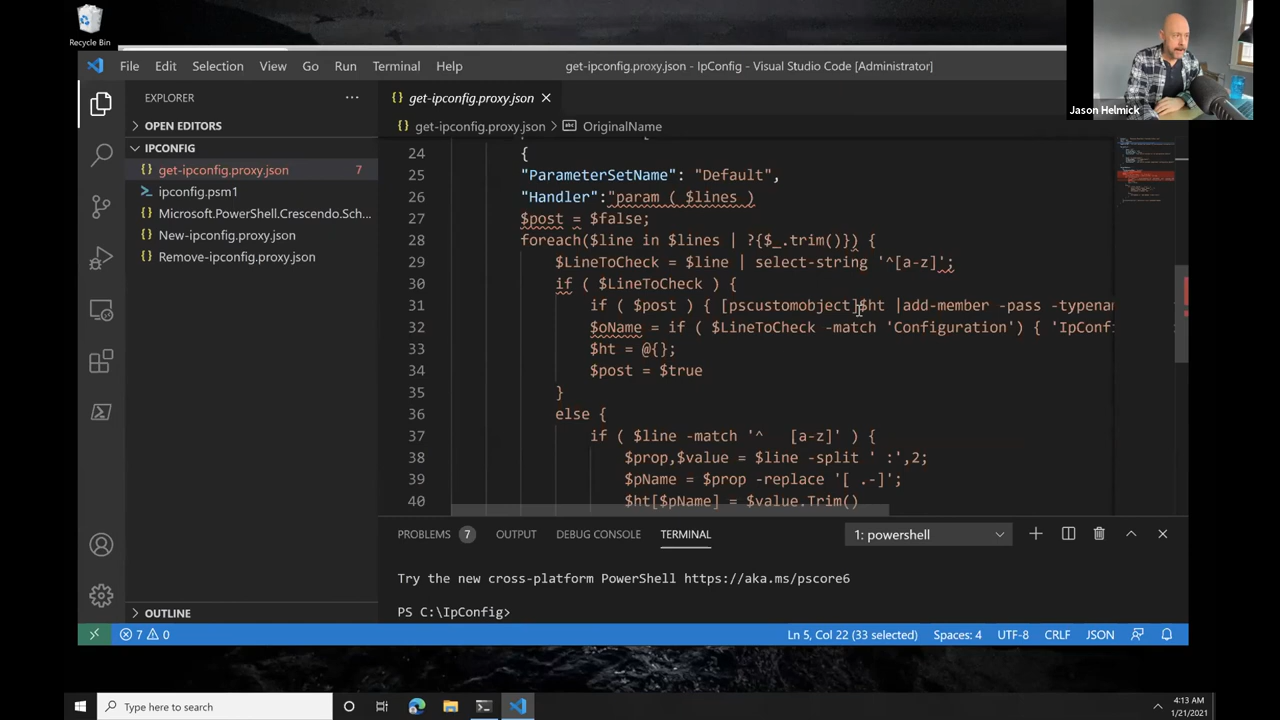 Recycle Bin
File Edit Selection View Go Run Terminal Help
get-ipconfig.proxy.json - IpConfig - Visual Studio Code [Administrator]
Jason Helmick
EXPLORER
OPEN EDITORS
IPCONFIG
get-ipconfig.proxy.json 7
ipconfig.psm1
Microsoft.PowerShell.Crescendo.Sch...
New-ipconfig.proxy.json
Remove-ipconfig.proxy.json
OUTLINE
get-ipconfig.proxy.json
get-ipconfig.proxy.json > OriginalName
24 {
25 "ParameterSetName": "Default",
26 "Handler":"param ( $lines )
27 $post = $false;
28 foreach($line in $lines | ?{$_.trim()}) {
29 $LineToCheck = $line | select-string '^[a-z]';
30 if ( $LineToCheck ) {
31 if ( $post ) { [pscustomobject]$ht |add-member -pass -typenam
32 $oName = if ( $LineToCheck -match 'Configuration') { 'IpConf
33 $ht = @{};
34 $post = $true
35 }
36 else {
37 if ( $line -match '^   [a-z]' ) {
38 $prop,$value = $line -split ' :',2;
39 $pName = $prop -replace '[ .-]';
40 $ht[$pName] = $value.Trim()
PROBLEMS 7 OUTPUT DEBUG CONSOLE TERMINAL 1: powershell
Try the new cross-platform PowerShell https://aka.ms/pscore6
PS C:\IpConfig>
7 0 Ln 5, Col 22 (33 selected) Spaces: 4 UTF-8 CRLF JSON
Type here to search
4:13 AM
1/21/2021